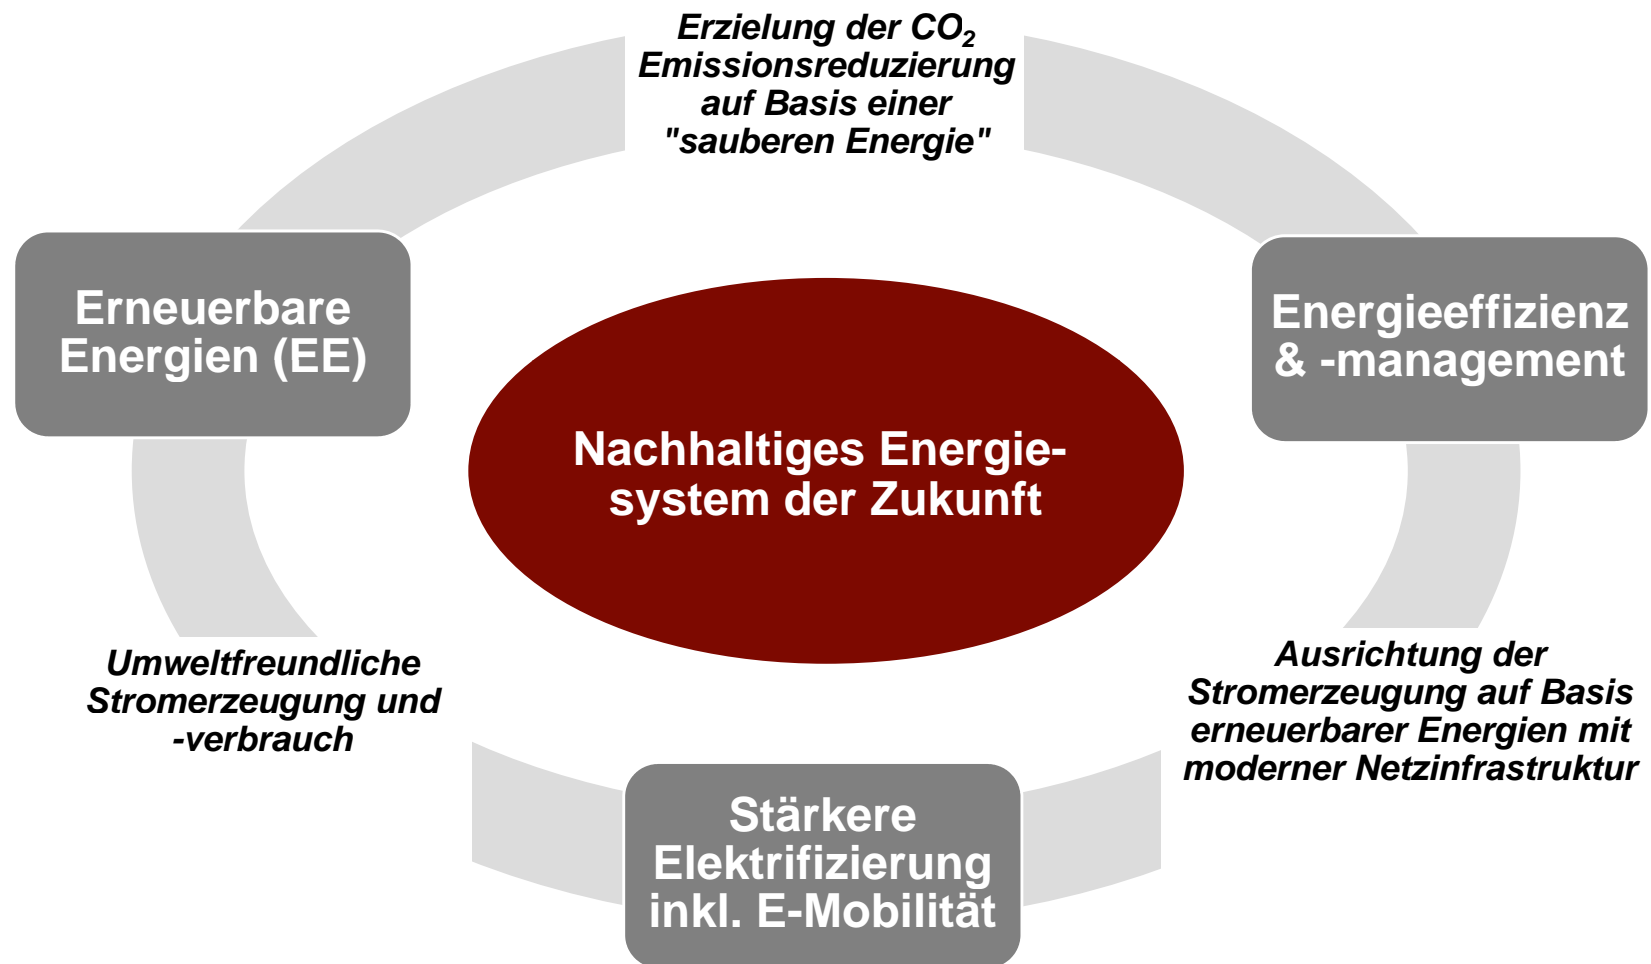 Erzielung der CO₂
Emissionsreduzierung
auf Basis einer
"sauberen Energie"
Erneuerbare
Energien (EE)
Energieeffizienz
& -management
Nachhaltiges Energie-
system der Zukunft
Umweltfreundliche
Stromerzeugung und
-verbrauch
Ausrichtung der
Stromerzeugung auf Basis
erneuerbarer Energien mit
moderner Netzinfrastruktur
Stärkere
Elektrifizierung
inkl. E-Mobilität